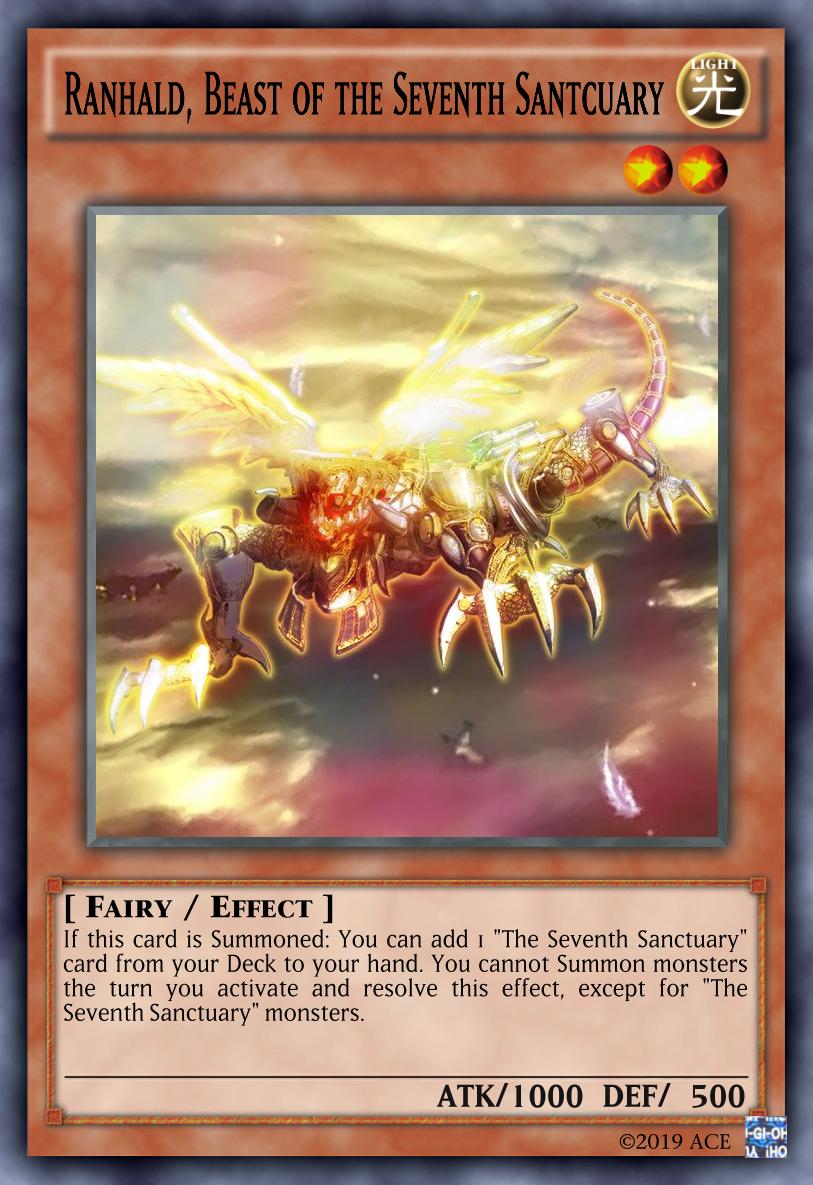 Ranhald, Beast of the Seventh Santcuary
LIGHT
光
[ Fairy / Effect ]
If this card is Summoned: You can add 1 "The Seventh Sanctuary"
card from your Deck to your hand. You cannot Summon monsters
the turn you activate and resolve this effect, except for "The
Seventh Sanctuary" monsters.
ATK/1000 DEF/ 500
©2019 ACE
-GI-OH